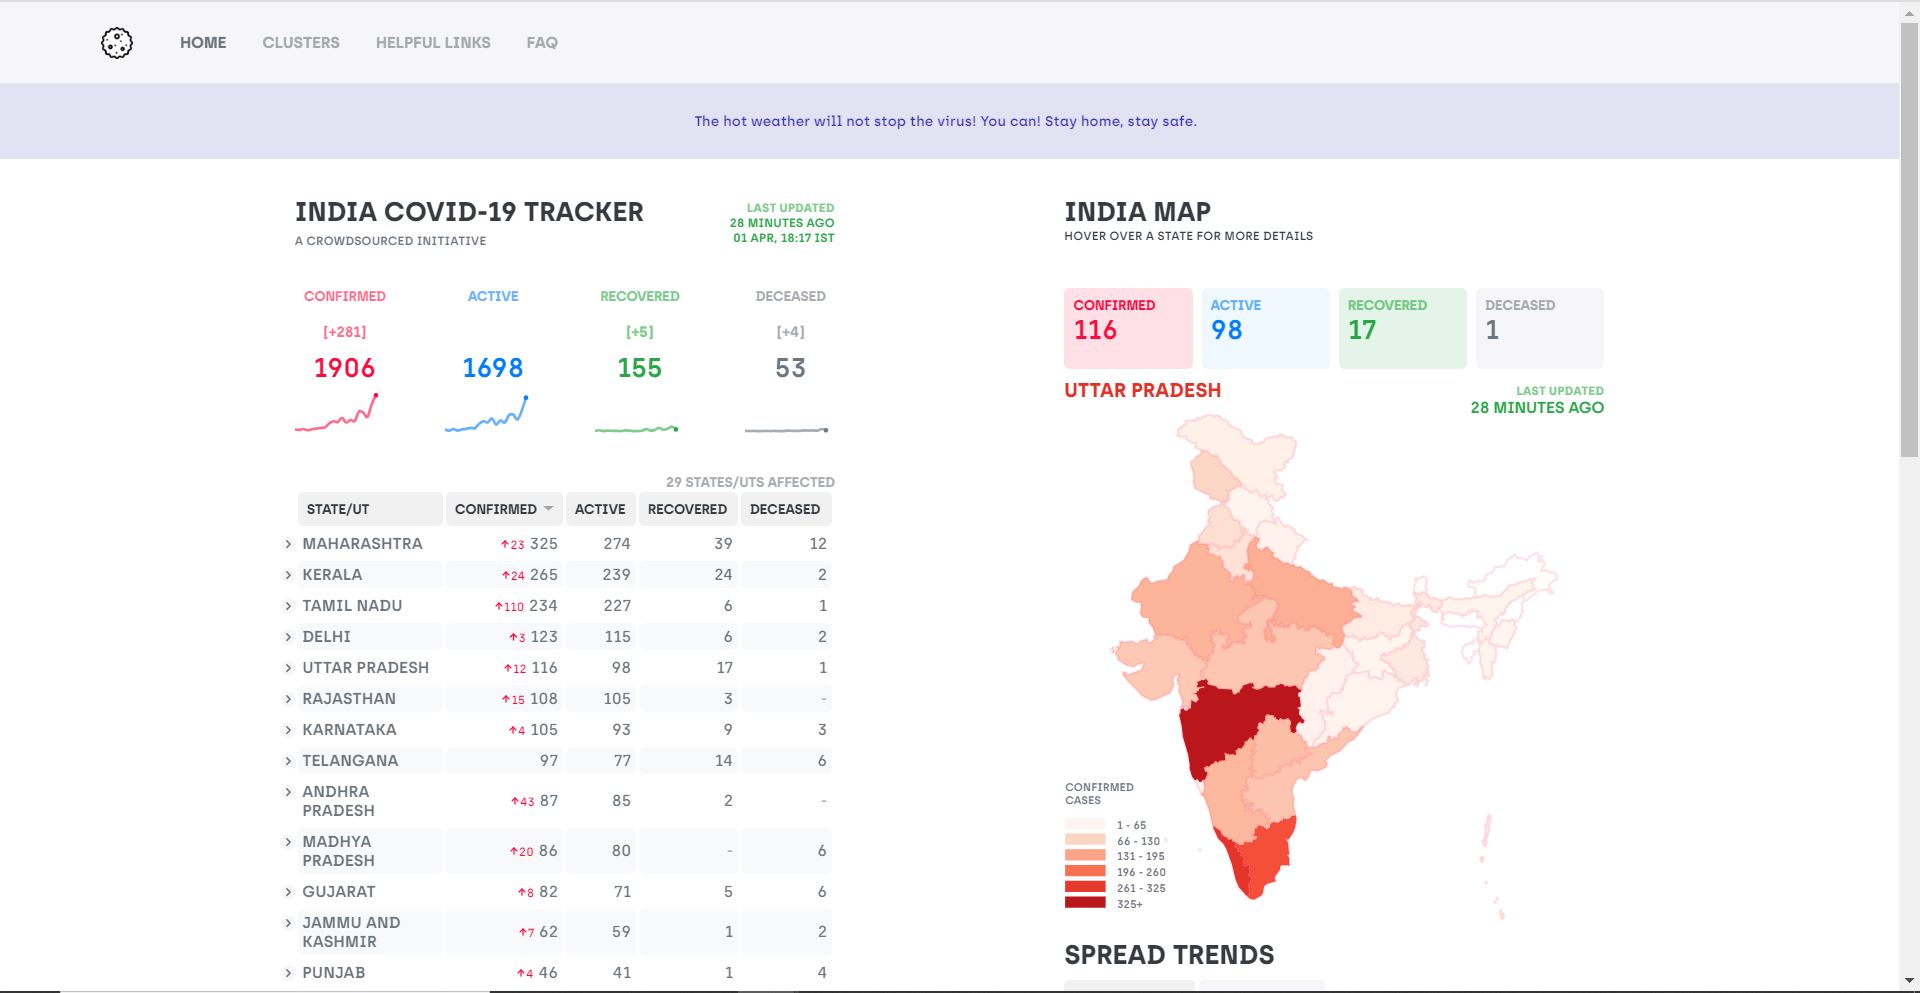 HOME CLUSTERS HELPFUL LINKS FAQ
The hot weather will not stop the virus! You can! Stay home, stay safe.
INDIA COVID-19 TRACKER
A CROWDSOURCED INITIATIVE
LAST UPDATED
28 MINUTES AGO
01 APR, 18:17 IST
CONFIRMED ACTIVE RECOVERED DECEASED
[+281] [+5] [+4]
1906 1698 155 53
29 STATES/UTS AFFECTED
STATE/UT CONFIRMED ACTIVE RECOVERED DECEASED
MAHARASHTRA ↑23 325 274 39 12
KERALA ↑24 265 239 24 2
TAMIL NADU ↑110 234 227 6 1
DELHI ↑3 123 115 6 2
UTTAR PRADESH ↑12 116 98 17 1
RAJASTHAN ↑15 108 105 3 -
KARNATAKA ↑4 105 93 9 3
TELANGANA 97 77 14 6
ANDHRA
PRADESH ↑43 87 85 2 -
MADHYA
PRADESH ↑20 86 80 - 6
GUJARAT ↑8 82 71 5 6
JAMMU AND
KASHMIR ↑7 62 59 1 2
PUNJAB ↑4 46 41 1 4
INDIA MAP
HOVER OVER A STATE FOR MORE DETAILS
CONFIRMED ACTIVE RECOVERED DECEASED
116 98 17 1
UTTAR PRADESH
LAST UPDATED
28 MINUTES AGO
CONFIRMED
CASES
1 - 65
66 - 130
131 - 195
196 - 260
261 - 325
325+
SPREAD TRENDS